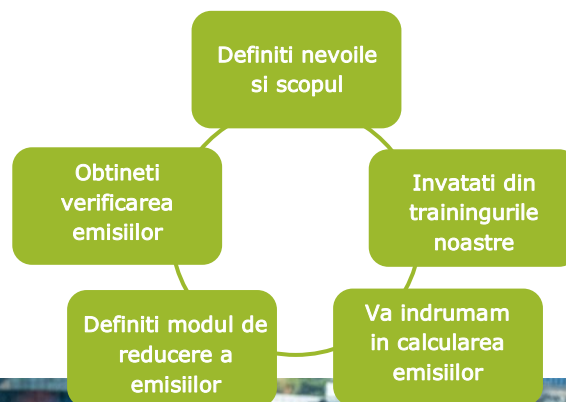 Definiti nevoile
si scopul
Invatati din
trainingurile
noastre
Va indrumam
in calcularea
emisiilor
Definiti modul de
reducere a
emisiilor
Obtineti
verificarea
emisiilor